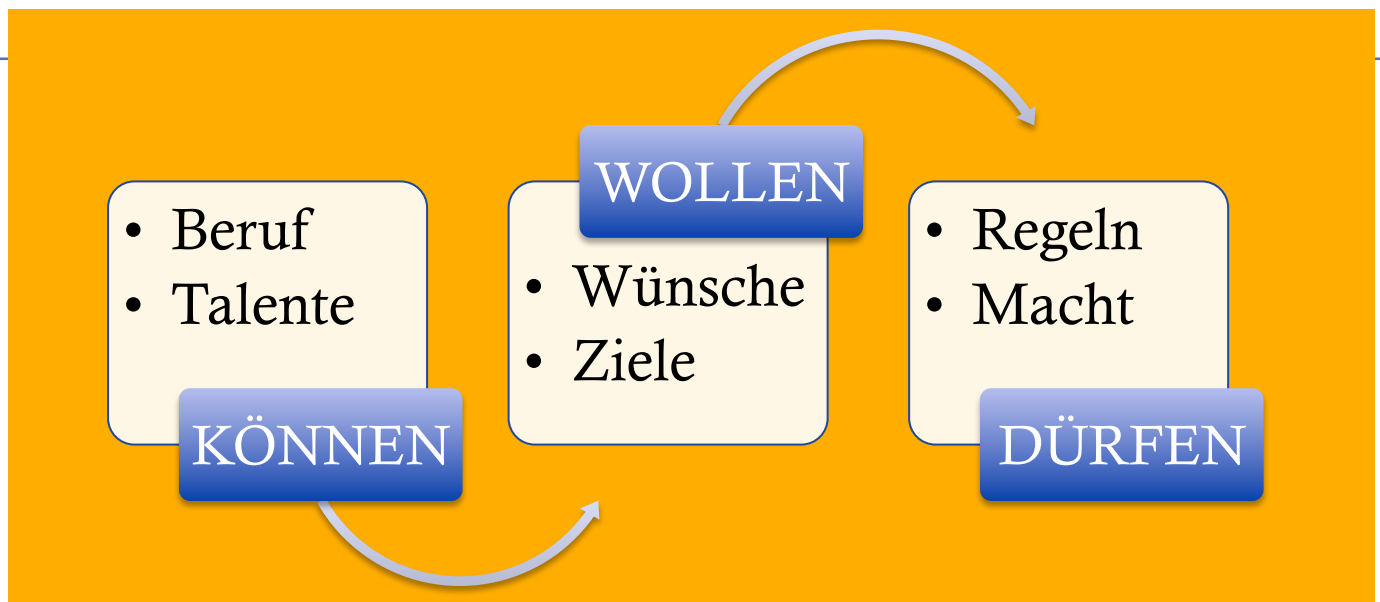 • Beruf
• Talente
KÖNNEN
WOLLEN
• Wünsche
• Ziele
• Regeln
• Macht
DÜRFEN